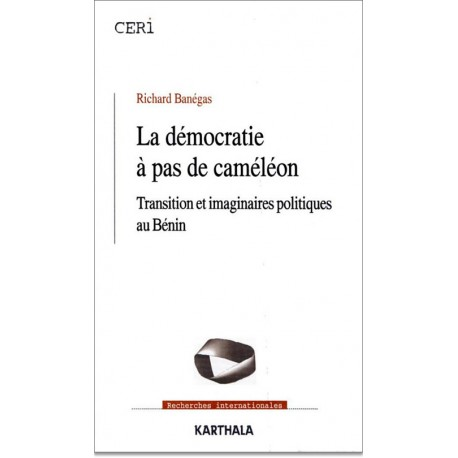 CERi
Richard Banégas
La démocratie
à pas de caméléon
Transition et imaginaires politiques
au Bénin
Recherches internationales
KARTHALA